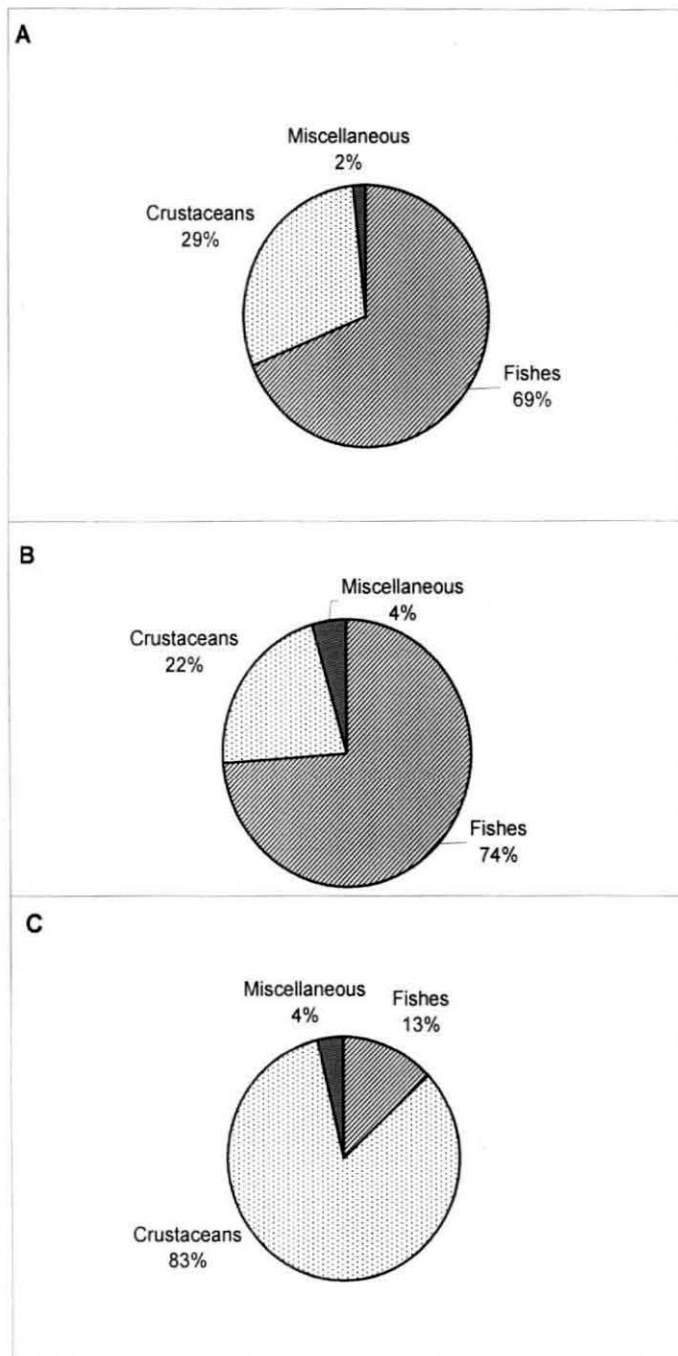 A
Miscellaneous
2%
Crustaceans
29%
Fishes
69%
B
Miscellaneous
4%
Crustaceans
22%
Fishes
74%
C
Miscellaneous
4%
Fishes
13%
Crustaceans
83%